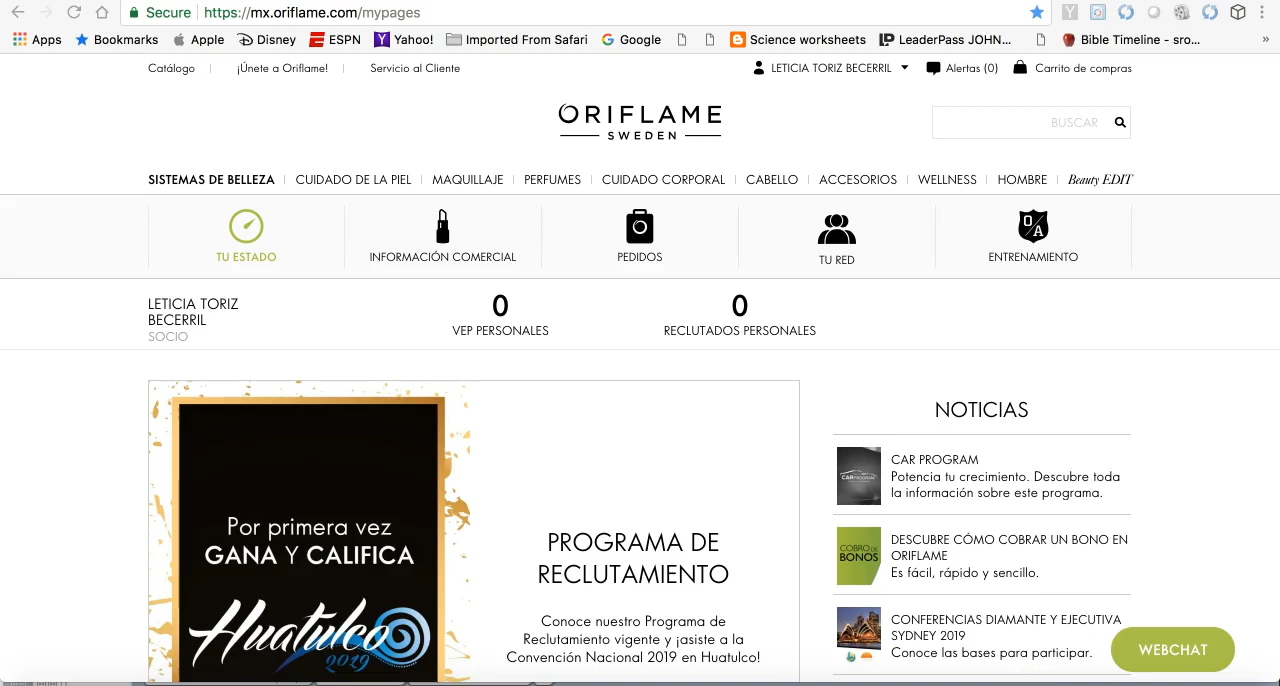 Secure https://mx.oriflame.com/mypages
Apps Bookmarks Apple Disney ESPN Yahoo! Imported From Safari Google Science worksheets LeaderPass JOHN... Bible Timeline - sro... »
Catálogo ¡Únete a Oriflame! Servicio al Cliente LETICIA TORIZ BECERRIL Alertas (0) Carrito de compras
ORIFLAME
SWEDEN
BUSCAR
SISTEMAS DE BELLEZA CUIDADO DE LA PIEL MAQUILLAJE PERFUMES CUIDADO CORPORAL CABELLO ACCESORIOS WELLNESS HOMBRE Beauty EDIT
TU ESTADO INFORMACIÓN COMERCIAL PEDIDOS TU RED ENTRENAMIENTO
LETICIA TORIZ
BECERRIL
SOCIO
0
VEP PERSONALES
0
RECLUTADOS PERSONALES
Por primera vez
GANA Y CALIFICA
Huatulco
2019
PROGRAMA DE
RECLUTAMIENTO
Conoce nuestro Programa de
Reclutamiento vigente y ¡asiste a la
Convención Nacional 2019 en Huatulco!
NOTICIAS
CAR PROGRAM
CAR PROGRAM
Potencia tu crecimiento. Descubre toda
la información sobre este programa.
COBRO DE
BONOS
DESCUBRE CÓMO COBRAR UN BONO EN
ORIFLAME
Es fácil, rápido y sencillo.
CONFERENCIAS DIAMANTE Y EJECUTIVA
SYDNEY 2019
Conoce las bases para participar.
WEBCHAT